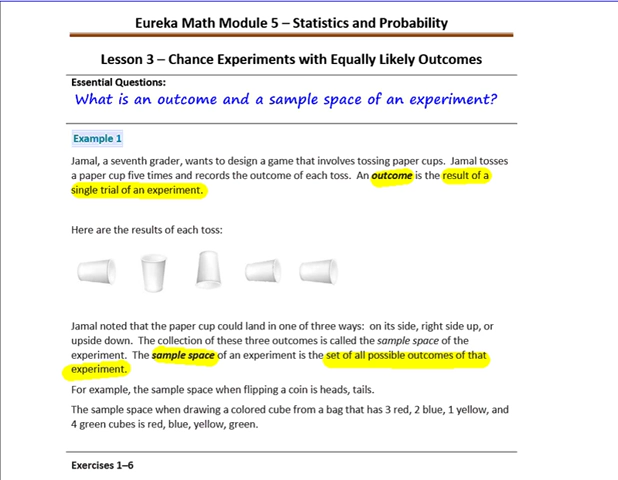 Eureka Math Module 5 – Statistics and Probability
Lesson 3 – Chance Experiments with Equally Likely Outcomes
Essential Questions:
What is an outcome and a sample space of an experiment?
Example 1
Jamal, a seventh grader, wants to design a game that involves tossing paper cups. Jamal tosses
a paper cup five times and records the outcome of each toss. An outcome is the result of a
single trial of an experiment.
Here are the results of each toss:
Jamal noted that the paper cup could land in one of three ways: on its side, right side up, or
upside down. The collection of these three outcomes is called the sample space of the
experiment. The sample space of an experiment is the set of all possible outcomes of that
experiment.
For example, the sample space when flipping a coin is heads, tails.
The sample space when drawing a colored cube from a bag that has 3 red, 2 blue, 1 yellow, and
4 green cubes is red, blue, yellow, green.
Exercises 1–6